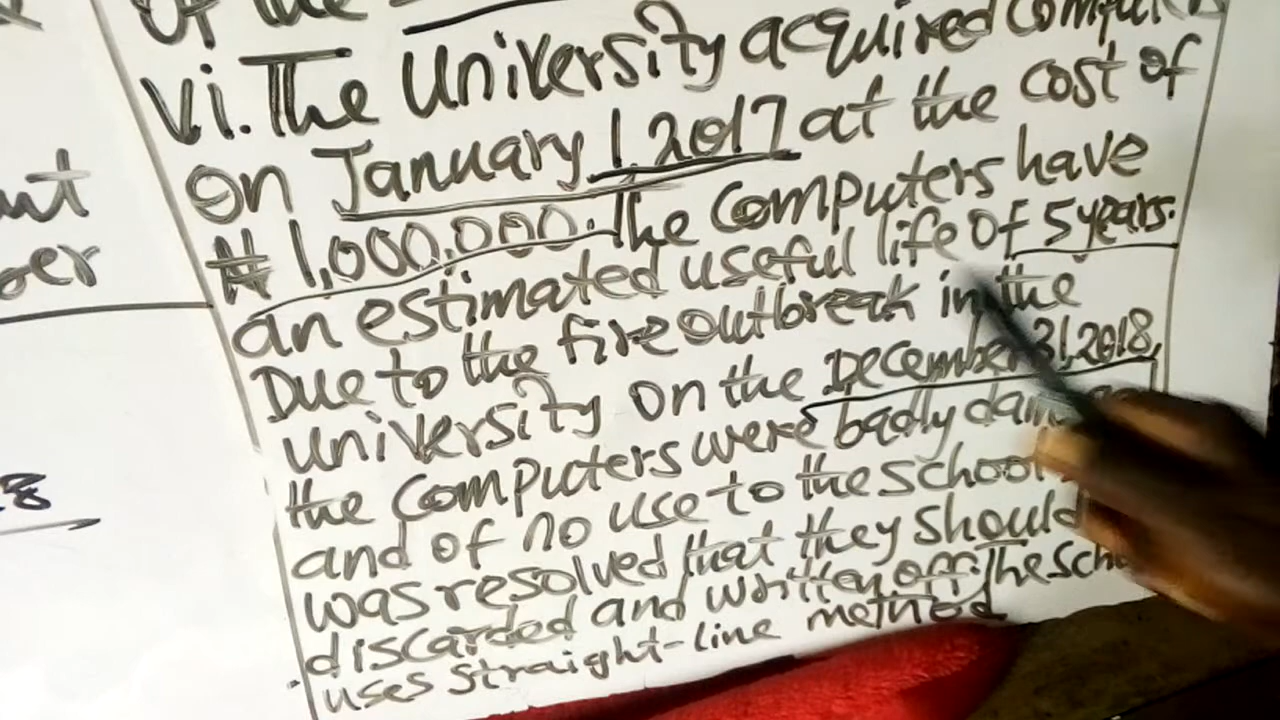 of the
vi. The University acquired
on January 1, 2017 at the cost of
₦1,000,000. The computers have
an estimated useful life of 5 years.
Due to the fire outbreak in the
university on the December 31, 2018,
the computers were badly
and of no use to the school
was resolved that they should
discarded and written off. The
uses straight-line method
8